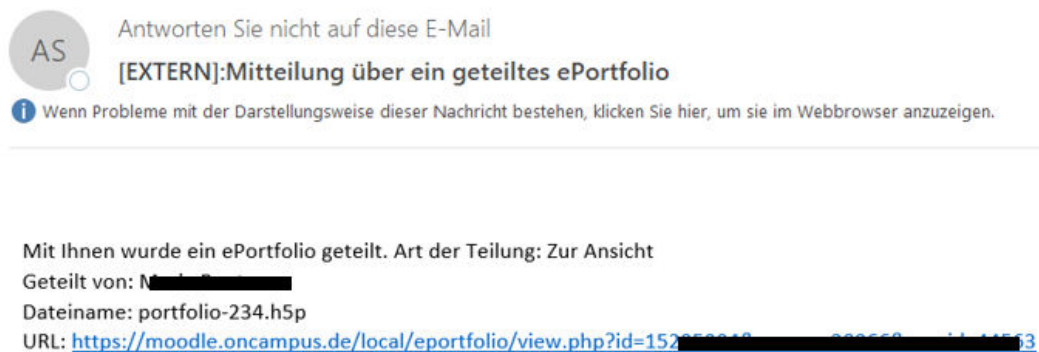 AS
Antworten Sie nicht auf diese E-Mail
[EXTERN]:Mitteilung über ein geteiltes ePortfolio
Wenn Probleme mit der Darstellungsweise dieser Nachricht bestehen, klicken Sie hier, um sie im Webbrowser anzuzeigen.
Mit Ihnen wurde ein ePortfolio geteilt. Art der Teilung: Zur Ansicht
Geteilt von:
Dateiname: portfolio-234.h5p
URL: https://moodle.oncampus.de/local/eportfolio/view.php?id=152